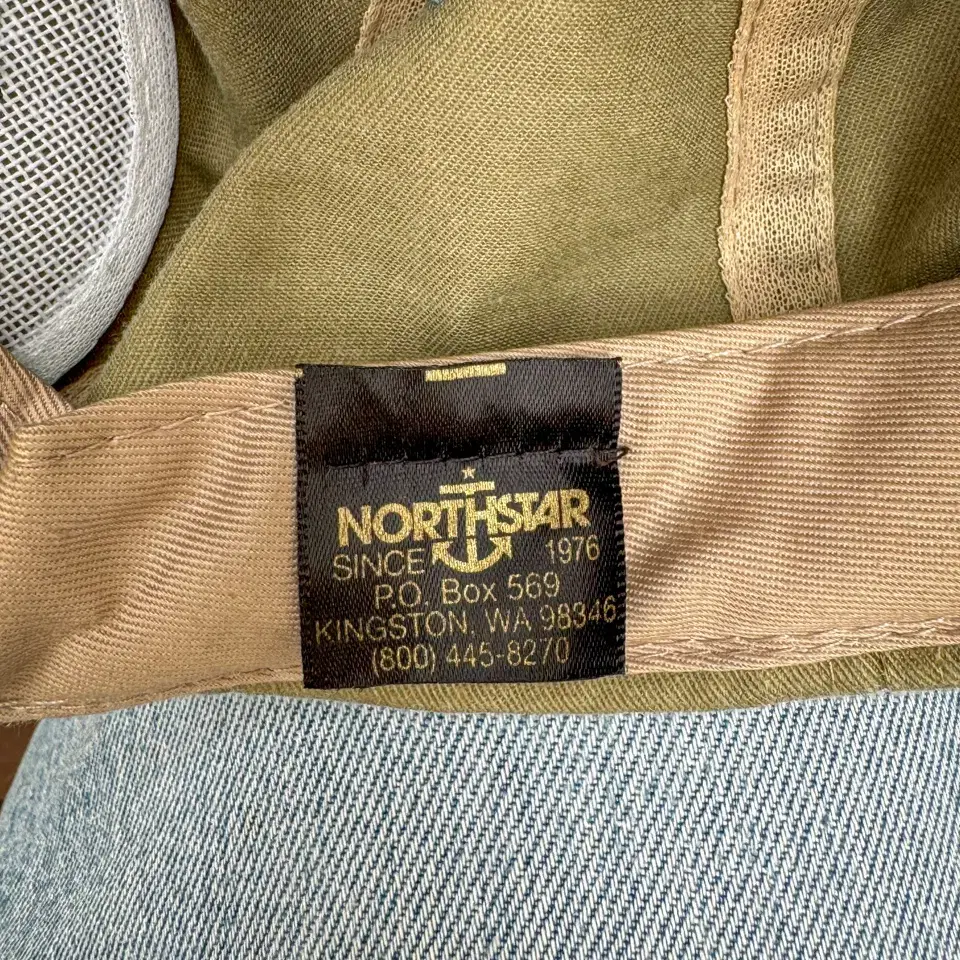 NORTHSTAR
SINCE 1976
P.O. Box 569
KINGSTON, WA 98346
(800) 445-8270